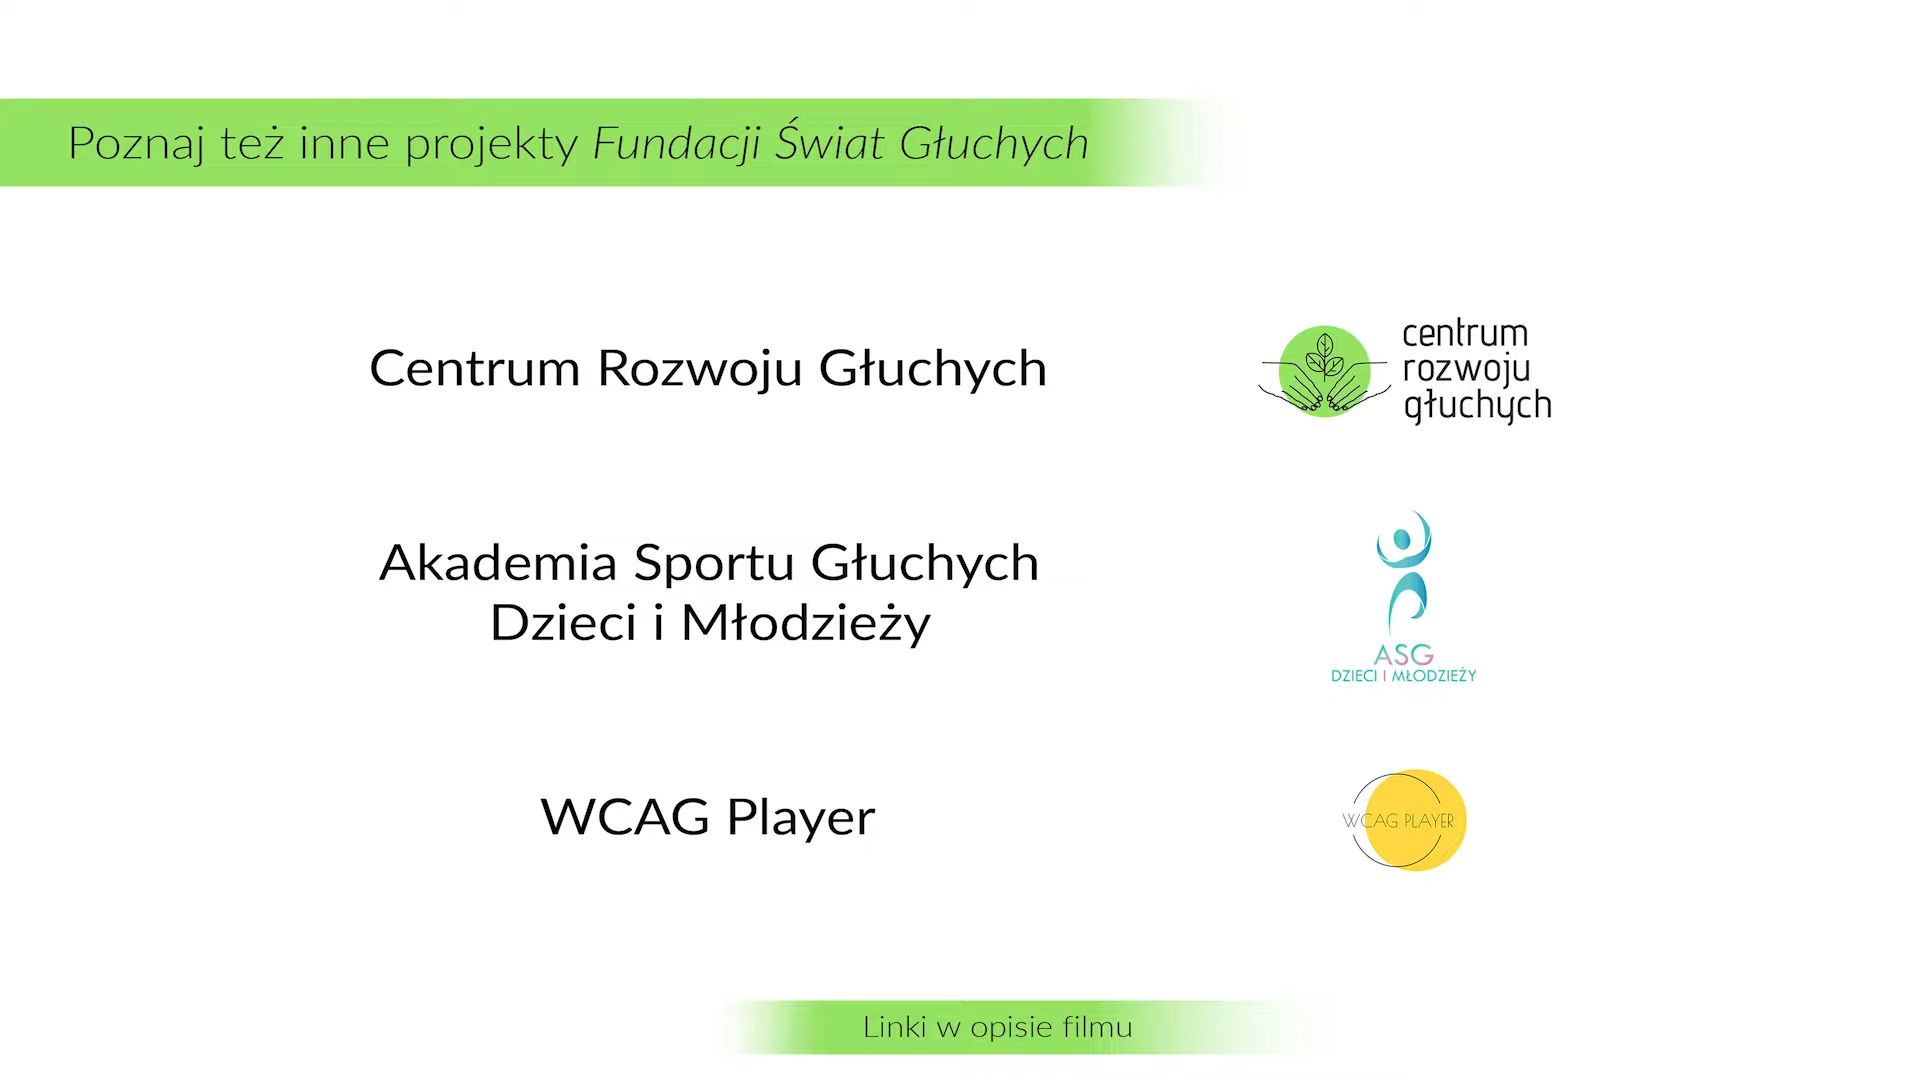 Poznaj też inne projekty Fundacji Świat Głuchych
Centrum Rozwoju Głuchych
centrum
rozwoju
głuchych
Akademia Sportu Głuchych
Dzieci i Młodzieży
ASG
DZIECI I MŁODZIEŻY
WCAG Player
WCAG PLAYER
Linki w opisie filmu